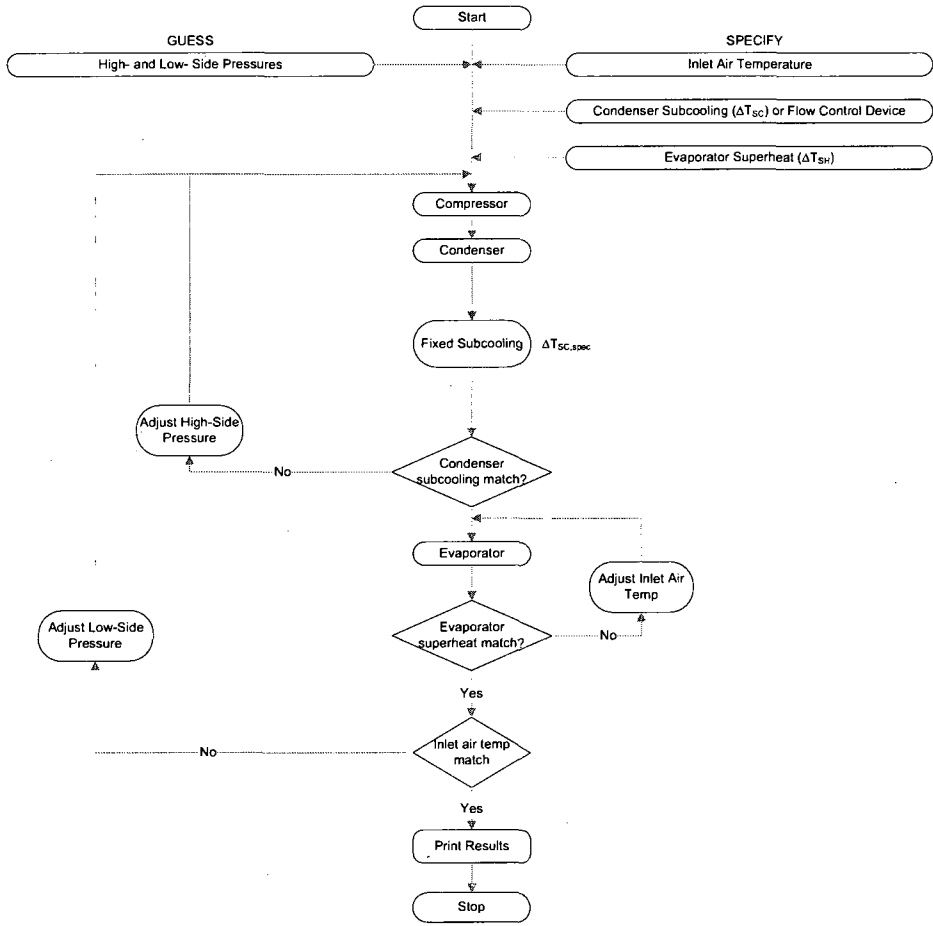 Start
GUESS
SPECIFY
High- and Low- Side Pressures
Inlet Air Temperature
Condenser Subcooling (ΔTSC) or Flow Control Device
Evaporator Superheat (ΔTSH)
Compressor
Condenser
Fixed Subcooling
ΔTSC,spec
Adjust High-Side
Pressure
Condenser
subcooling match?
No
Evaporator
Adjust Inlet Air
Temp
Adjust Low-Side
Pressure
Evaporator
superheat match?
No
Yes
Inlet air temp
match
No
Yes
Print Results
Stop